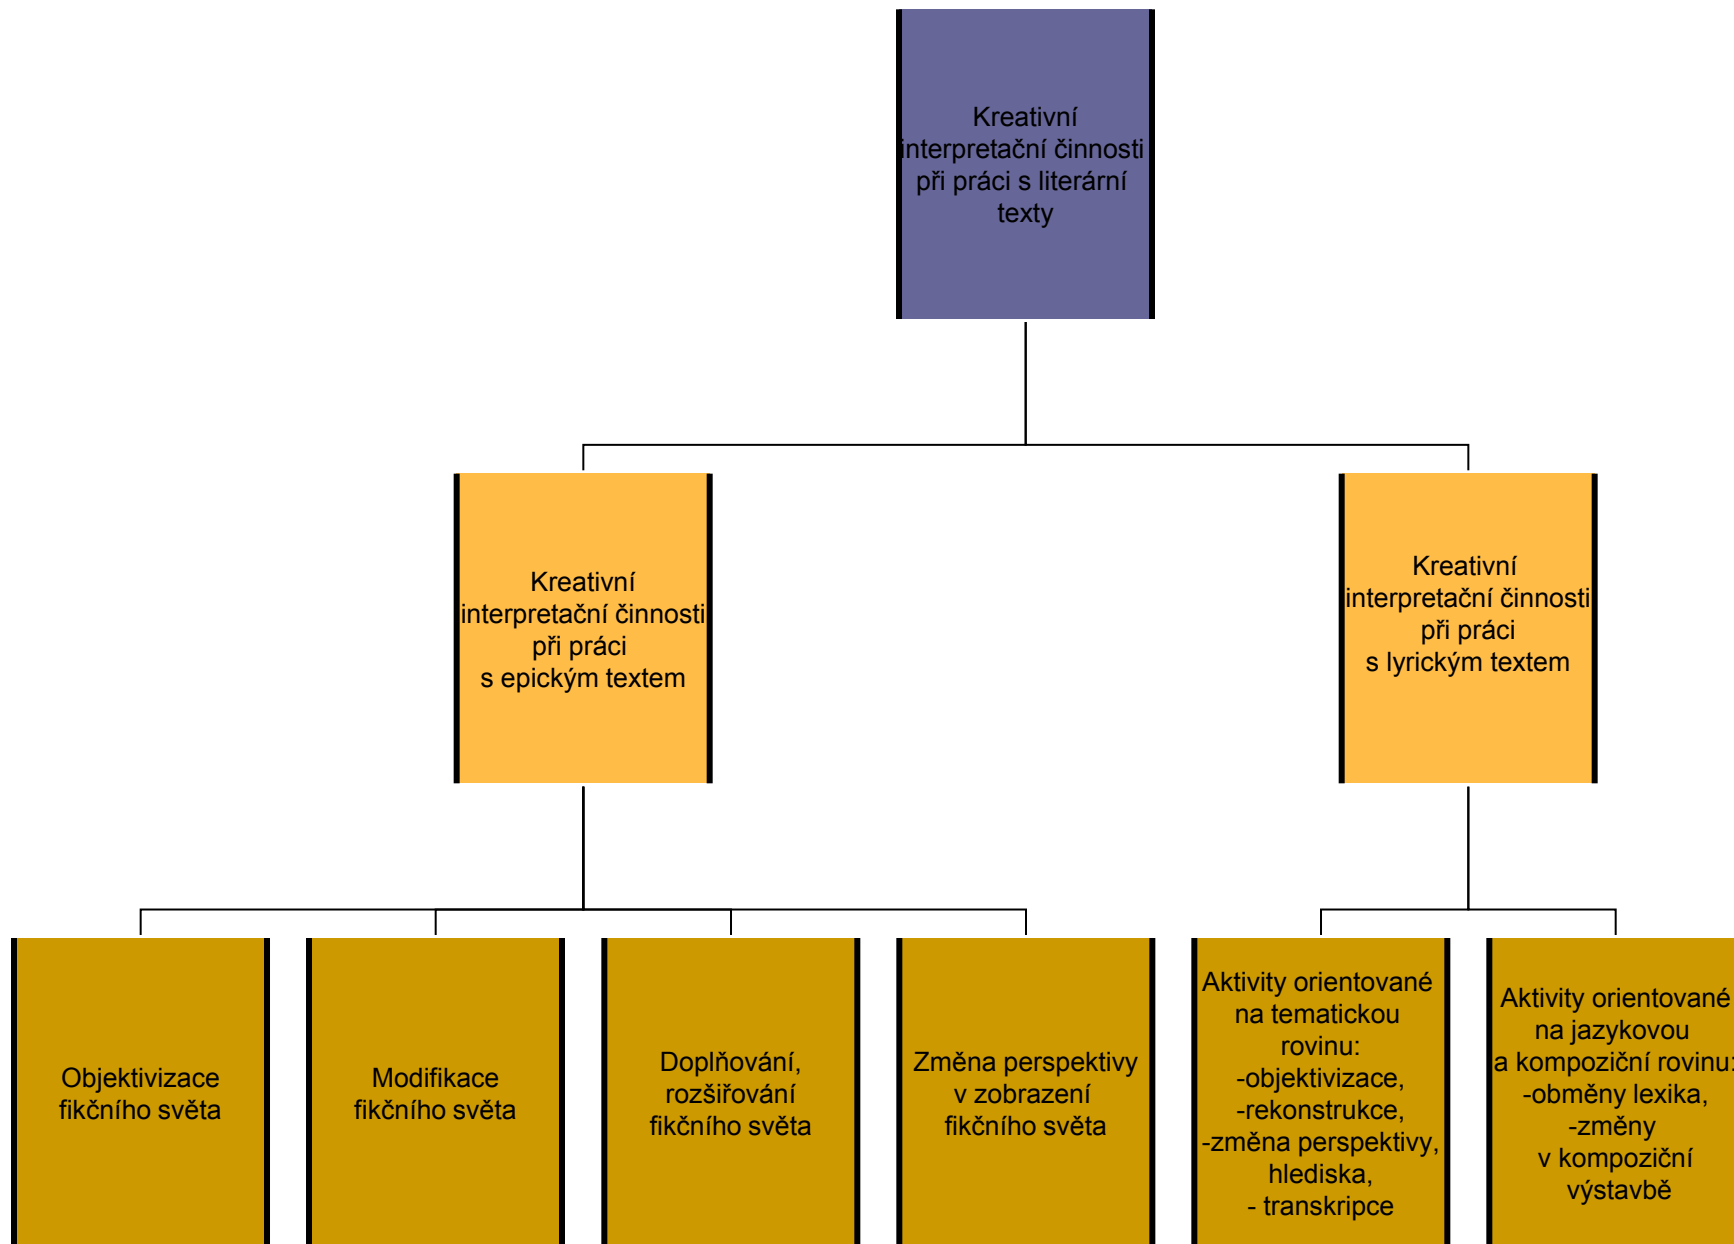 Kreativní
interpretační činnosti
při práci s literární
texty
Kreativní
interpretační činnosti
při práci
s epickým textem
Kreativní
interpretační činnosti
při práci
s lyrickým textem
Objektivizace
fikčního světa
Modifikace
fikčního světa
Doplňování,
rozšiřování
fikčního světa
Změna perspektivy
v zobrazení
fikčního světa
Aktivity orientované
na tematickou
rovinu:
-objektivizace,
-rekonstrukce,
-změna perspektivy,
hlediska,
- transkripce
Aktivity orientované
na jazykovou
a kompoziční rovinu:
-obměny lexika,
-změny
v kompoziční
výstavbě